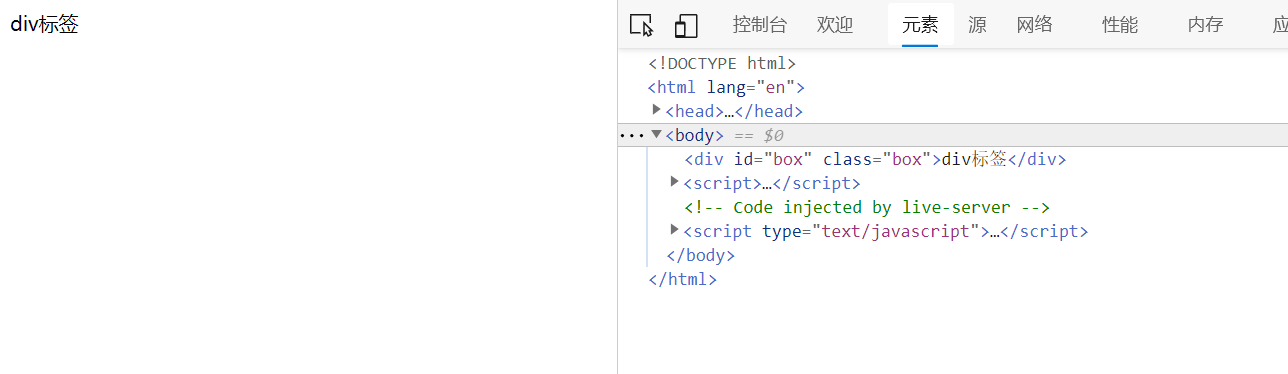 div标签
控制台 欢迎 元素 源 网络 性能 内存
<!DOCTYPE html>
<html lang="en">
<head>…</head>
<body> == $0
<div id="box" class="box">div标签</div>
<script>…</script>
<!-- Code injected by live-server -->
<script type="text/javascript">…</script>
</body>
</html>